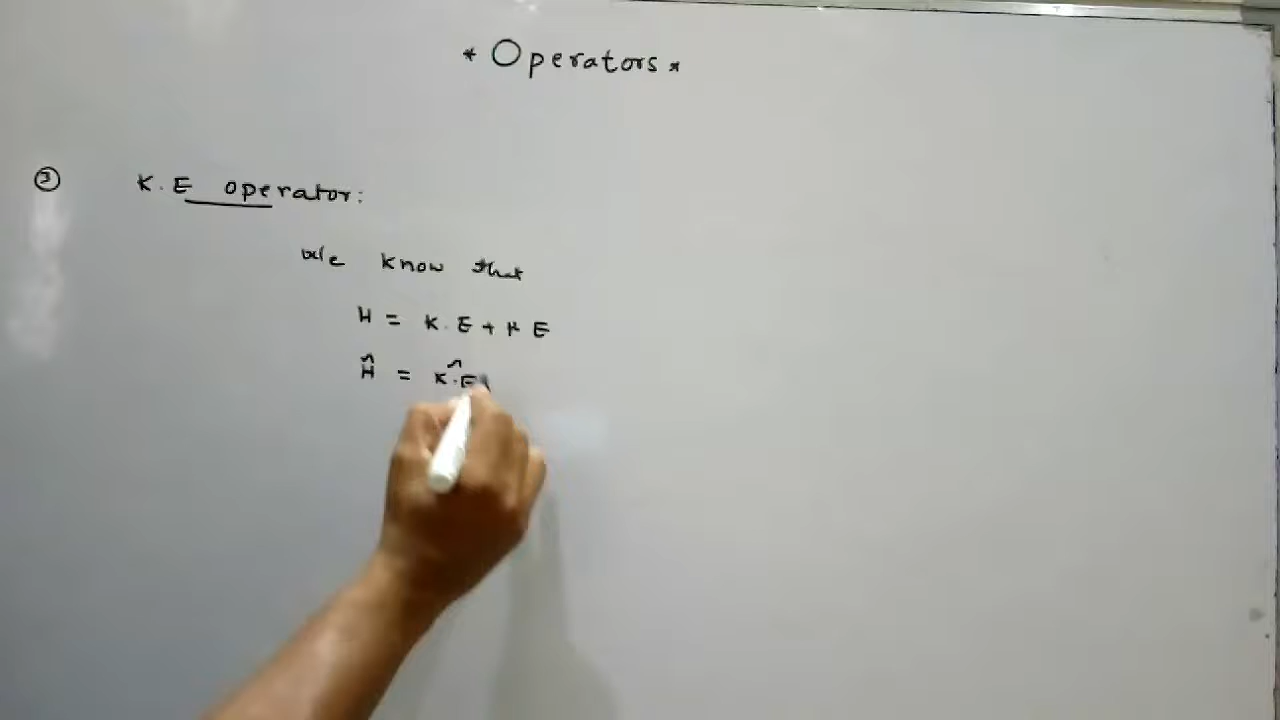 * Operators *
② K.E operator:
We know that
H = K.E + P E
Ĥ = K.Ê